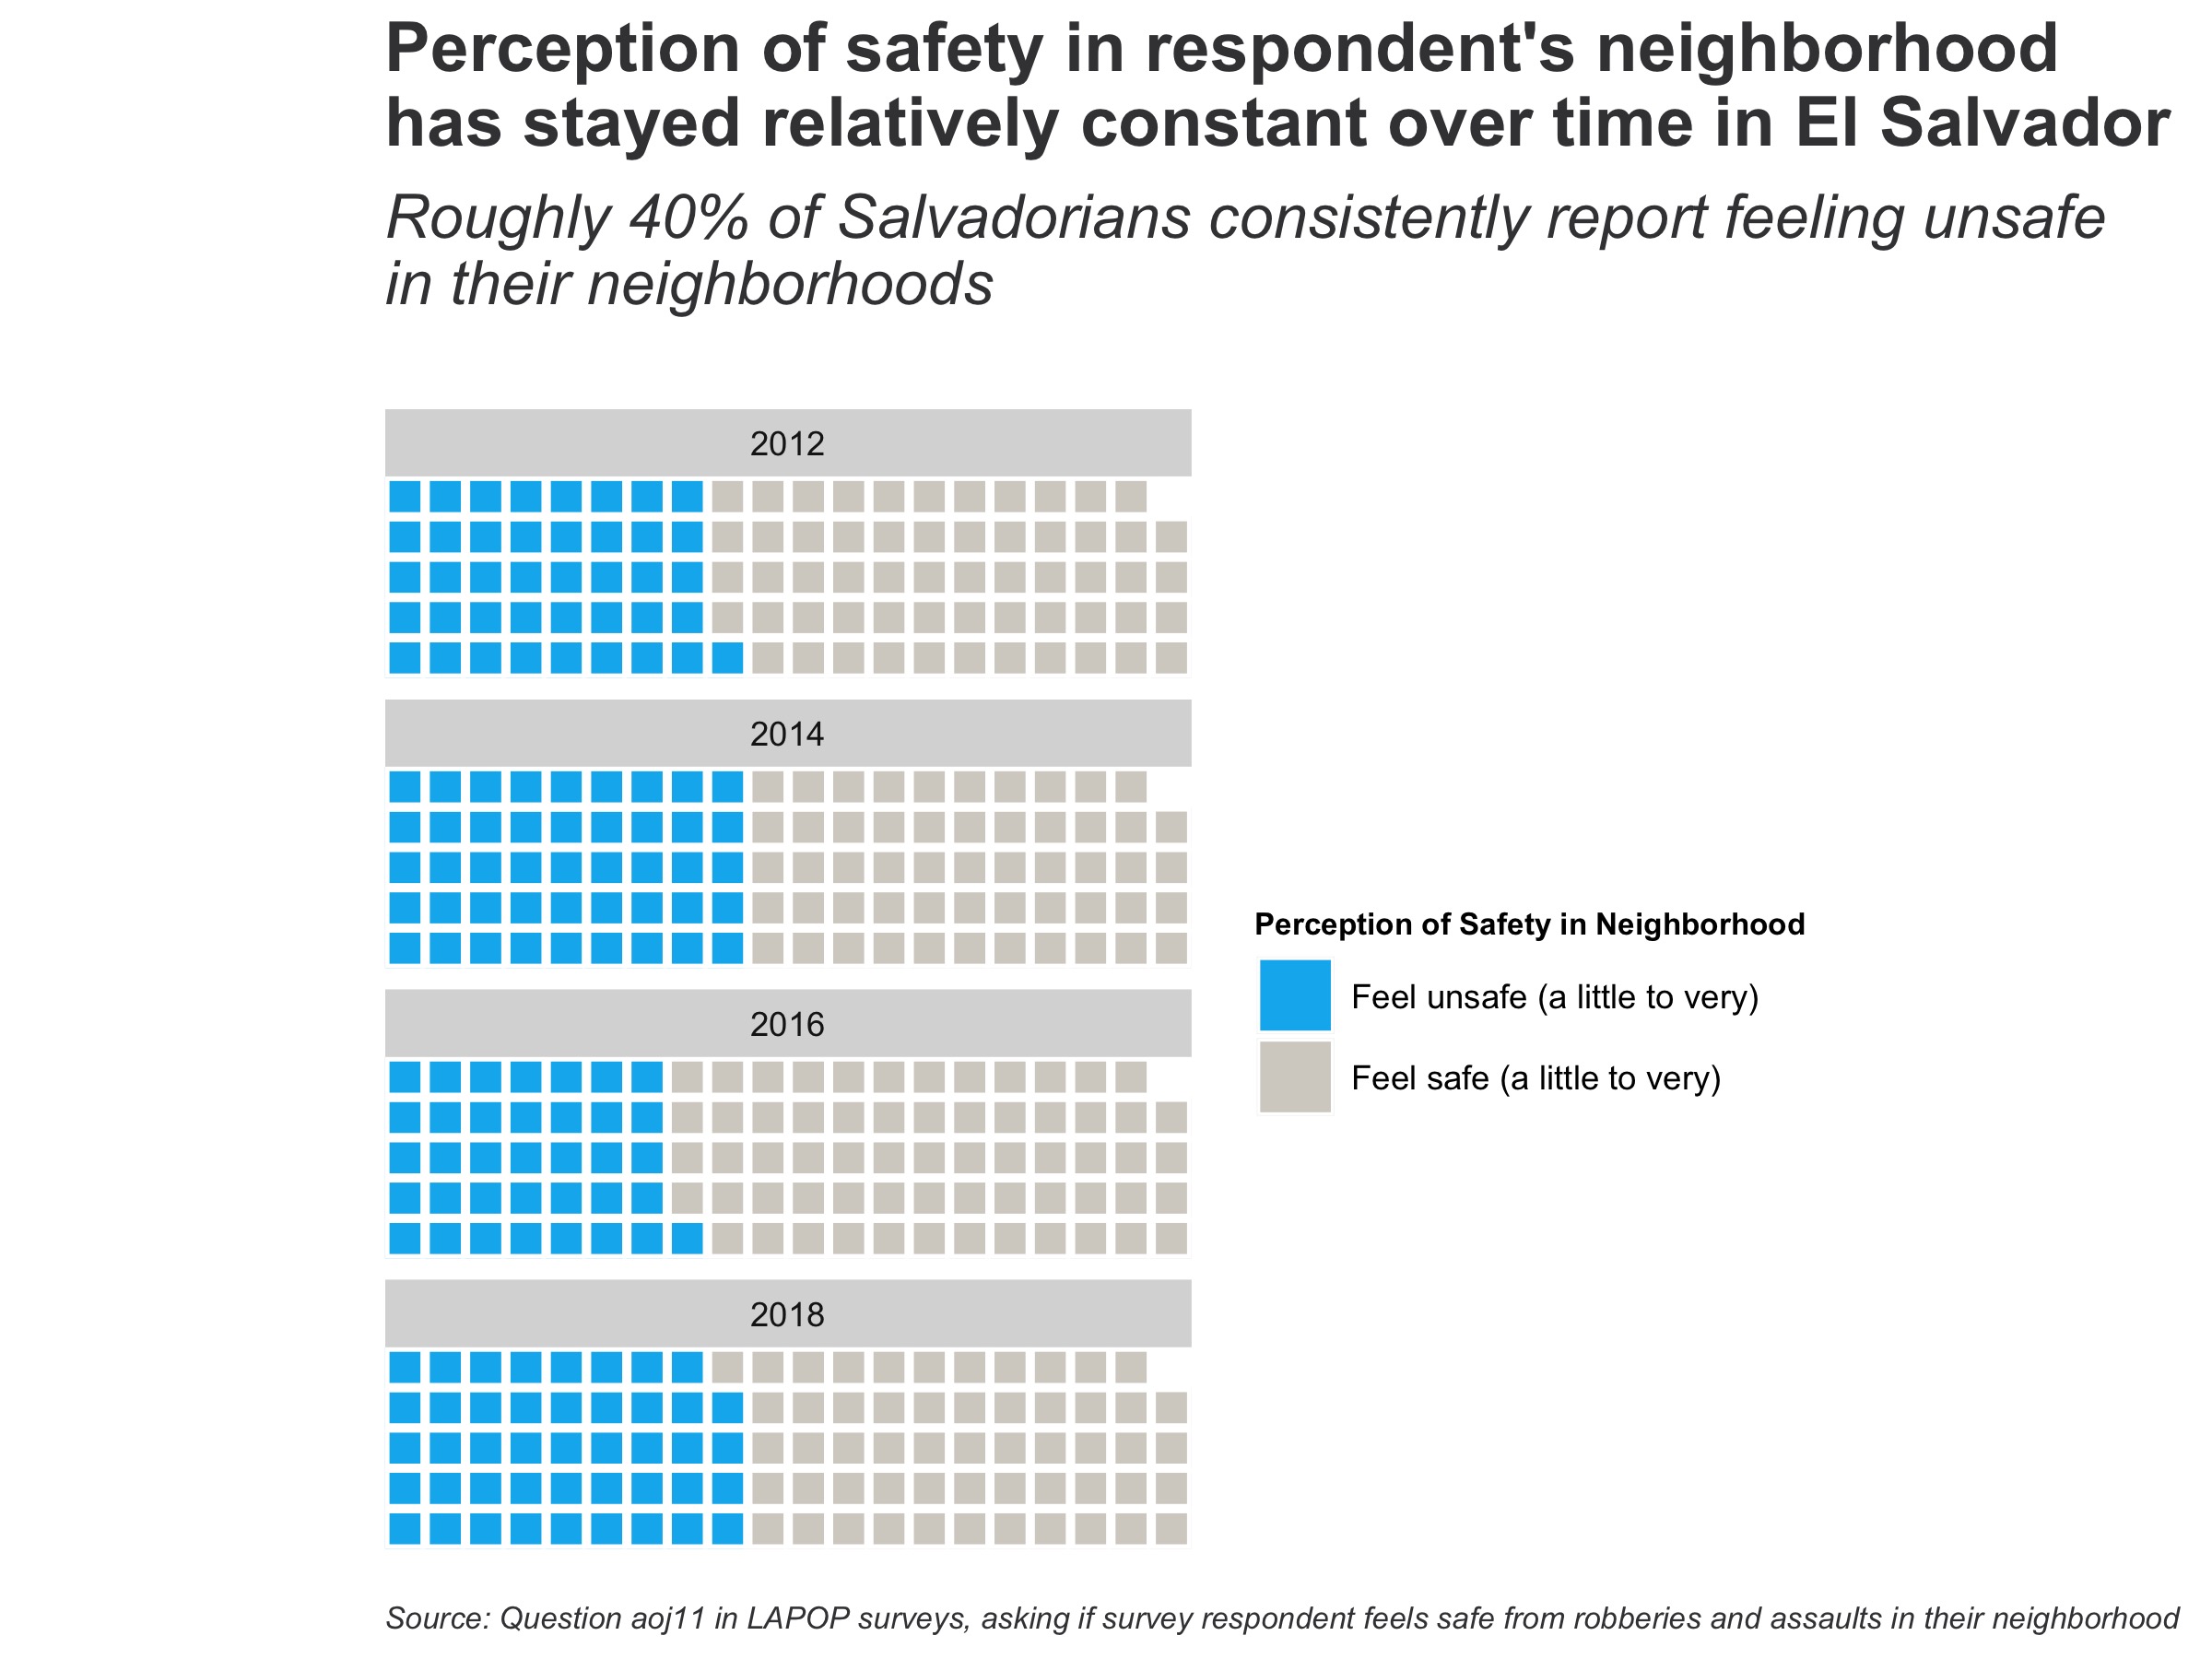 Perception of safety in respondent's neighborhood
has stayed relatively constant over time in El Salvador
Roughly 40% of Salvadorians consistently report feeling unsafe
in their neighborhoods
2012
2014
2016
2018
Perception of Safety in Neighborhood
Feel unsafe (a little to very)
Feel safe (a little to very)
Source: Question aoj11 in LAPOP surveys, asking if survey respondent feels safe from robberies and assaults in their neighborhood